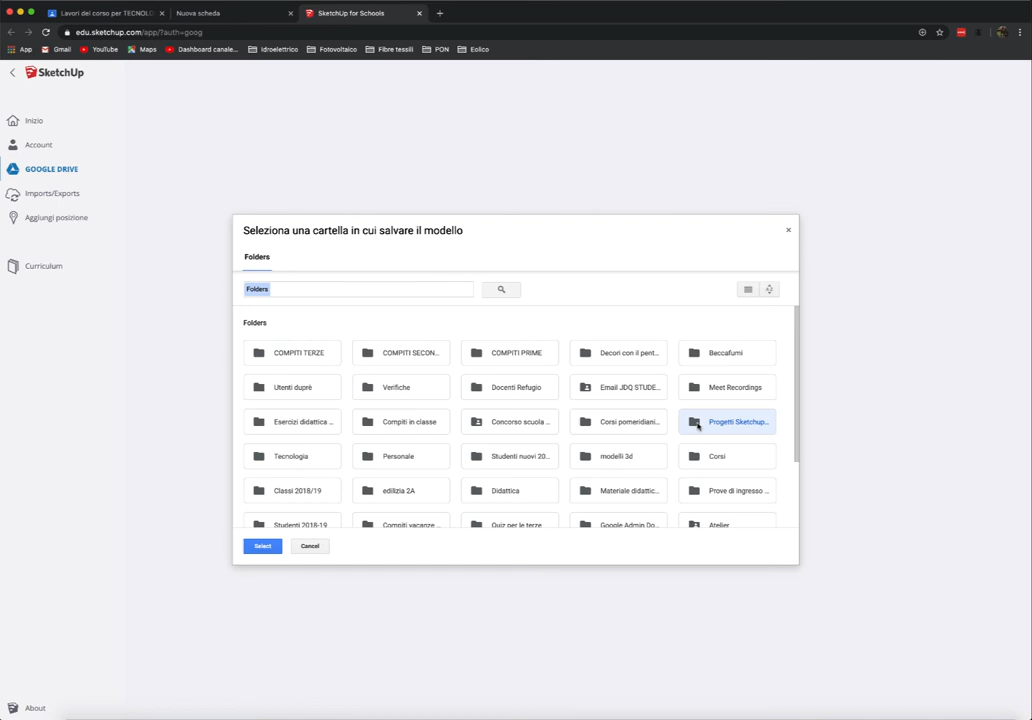 Lavori del corso per TECNOLO
Nuova scheda
SketchUp for Schools
edu.sketchup.com/app/?auth=goog
App
Gmail
YouTube
Maps
Dashboard canale...
Idroelettrico
Fotovoltaico
Fibre tessili
PON
Eolico
SketchUp
Inizio
Account
GOOGLE DRIVE
Imports/Exports
Aggiungi posizione
Curriculum
About
Seleziona una cartella in cui salvare il modello
Folders
Folders
Folders
COMPITI TERZE
COMPITI SECON...
COMPITI PRIME
Decori con il pent...
Beccafumi
Utenti duprè
Verifiche
Docenti Refugio
Email JDQ STUDE...
Meet Recordings
Esercizi didattica ...
Compiti in classe
Concorso scuola ...
Corsi pomeridiani...
Progetti Sketchup...
Tecnologia
Personale
Studenti nuovi 20...
modelli 3d
Corsi
Classi 2018/19
edilizia 2A
Didattica
Materiale didattic...
Prove di ingresso ...
Studenti 2018-19
Compiti vacanze ...
Quiz per le terze
Google Admin Do...
Atelier
Select
Cancel